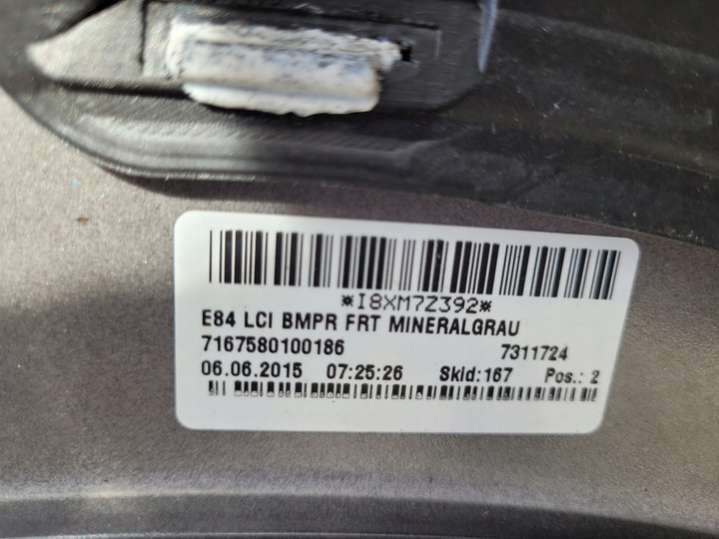 *I8XM7Z392*
E84 LCI BMPR FRT MINERALGRAU
7167580100186 7311724
06.06.2015 07:25:26 Skid:167 Pos.: 2